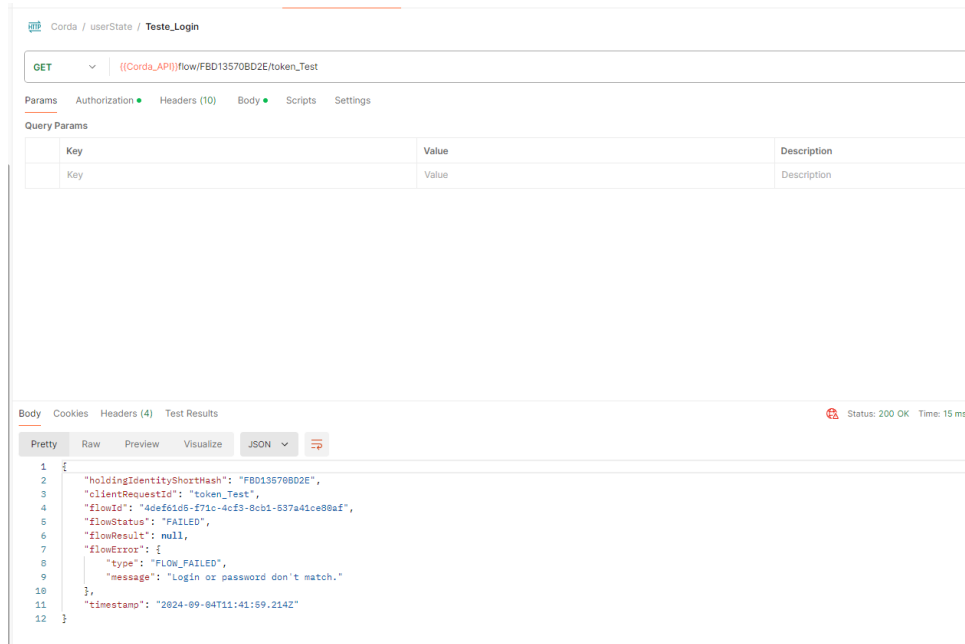 HTTP Corda / userState / Teste_Login
GET {{Corda_API}}flow/FBD13570BD2E/token_Test
Params Authorization Headers (10) Body Scripts Settings
Query Params
Key Value Description
Key Value Description
Body Cookies Headers (4) Test Results Status: 200 OK Time: 15 ms
Pretty Raw Preview Visualize JSON
1 {
2 "holdingIdentityShortHash": "FBD13570BD2E",
3 "clientRequestId": "token_Test",
4 "flowId": "4def61d5-f71c-4cf3-8cb1-537a41ce80af",
5 "flowStatus": "FAILED",
6 "flowResult": null,
7 "flowError": {
8 "type": "FLOW_FAILED",
9 "message": "Login or password don't match."
10 },
11 "timestamp": "2024-09-04T11:41:59.214Z"
12 }